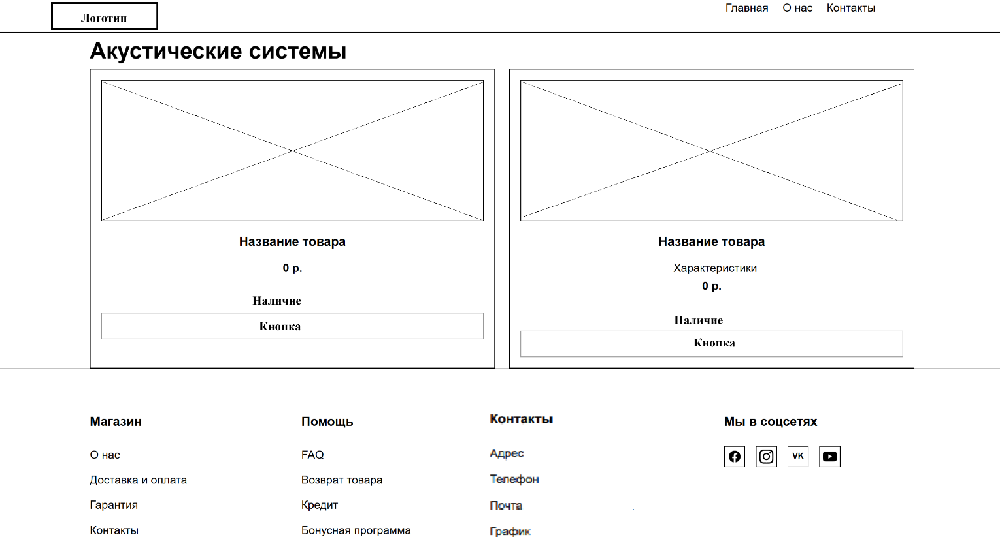 Логотип
Главная О нас Контакты
Акустические системы
Название товара
0 р.
Наличие
Кнопка
Название товара
Характеристики
0 р.
Наличие
Кнопка
Магазин
О нас
Доставка и оплата
Гарантия
Контакты
Помощь
FAQ
Возврат товара
Кредит
Бонусная программа
Контакты
Адрес
Телефон
Почта
График
Мы в соцсетях
VK